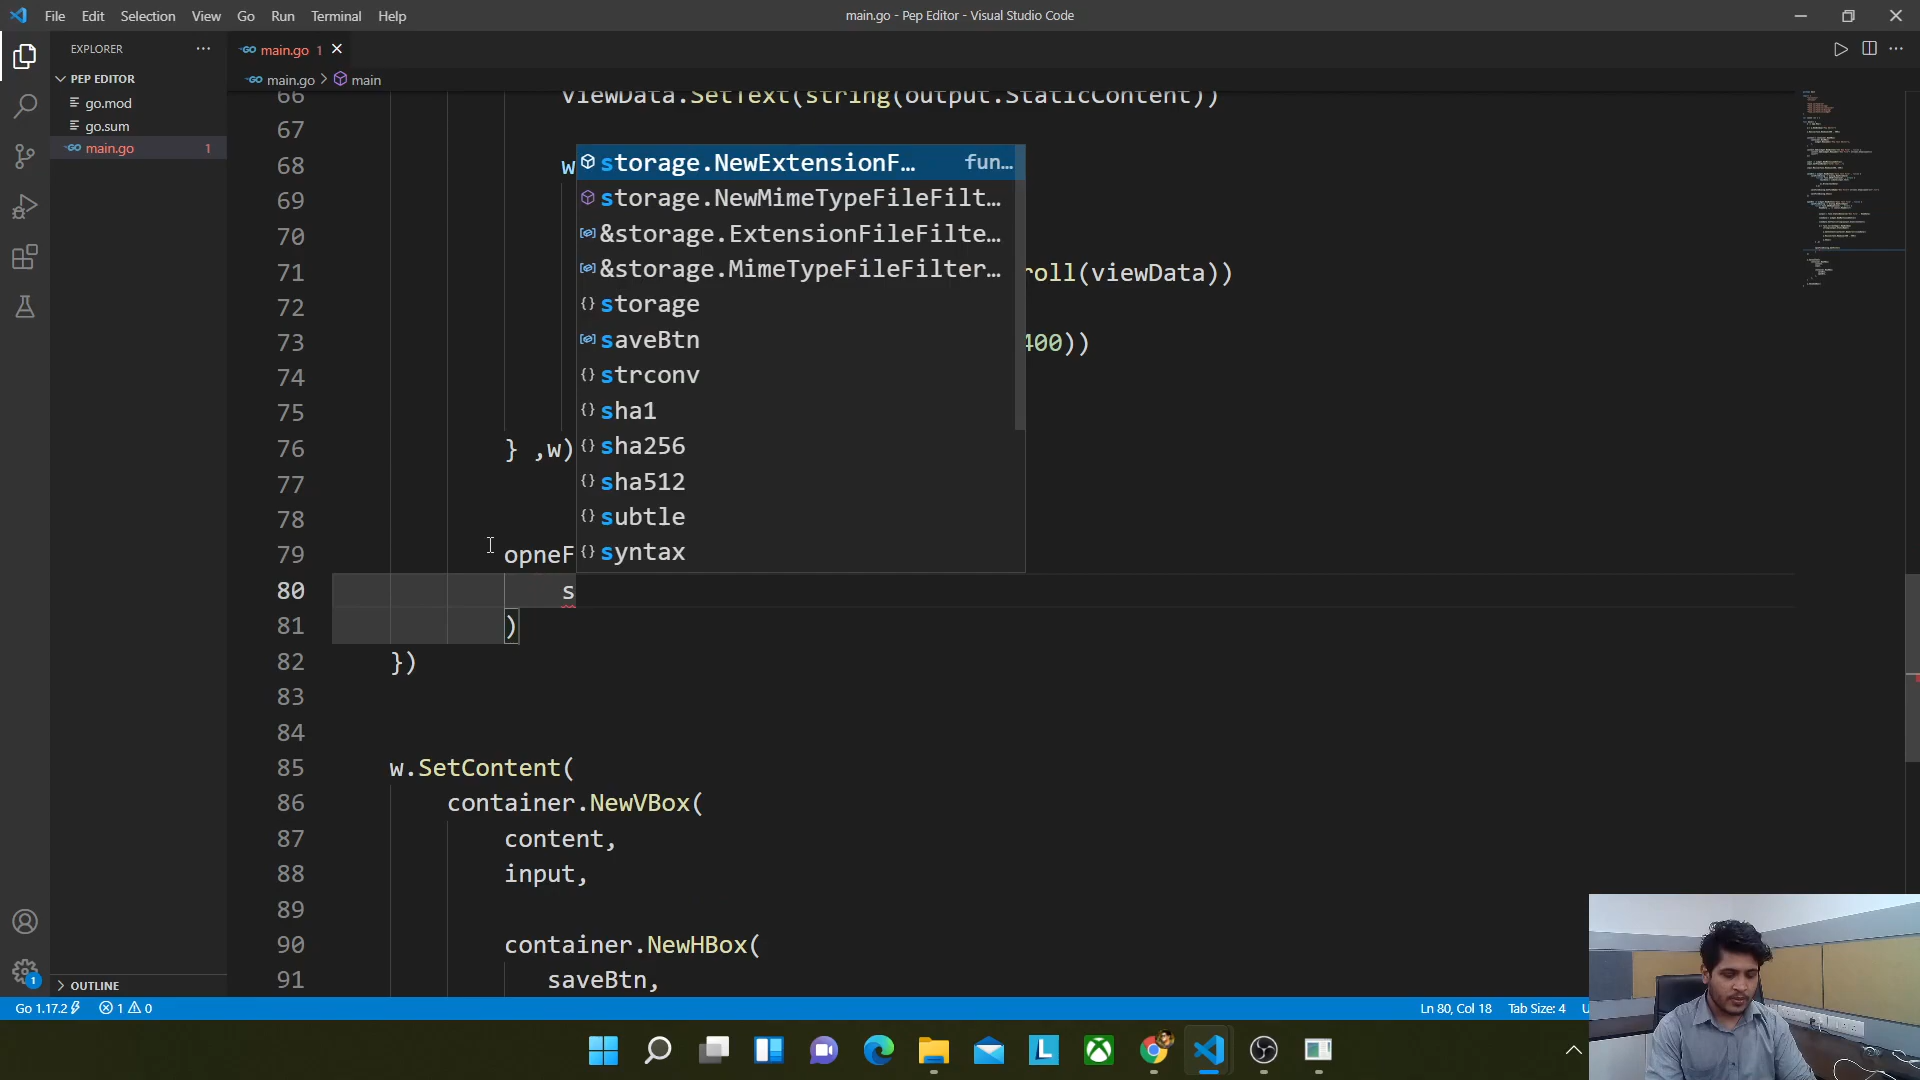 File Edit Selection View Go Run Terminal Help
main.go - Pep Editor - Visual Studio Code
EXPLORER
PEP EDITOR
go.mod
go.sum
main.go 1
OUTLINE
main.go 1
main.go > main
66 viewData.SetText(string(output.StaticContent))
67
68 w
69
70
71 roll(viewData))
72
73 400))
74
75
76 } ,w)
77
78
79 opneF
80 s
81 )
82 })
83
84
85 w.SetContent(
86 container.NewVBox(
87 content,
88 input,
89
90 container.NewHBox(
91 saveBtn,
storage.NewExtensionF… fun…
storage.NewMimeTypeFileFilt…
&storage.ExtensionFileFilte…
&storage.MimeTypeFileFilter…
storage
saveBtn
strconv
sha1
sha256
sha512
subtle
syntax
1
Go 1.17.2 1 0
Ln 80, Col 18 Tab Size: 4 U